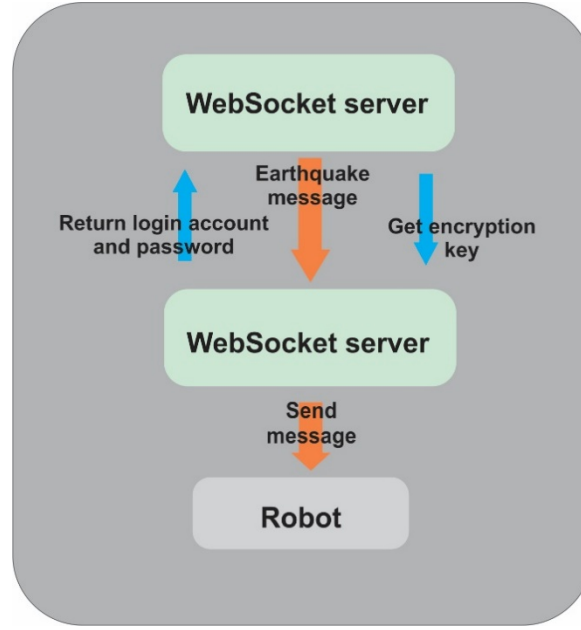 WebSocket server
Earthquake
message
Return login account
and password
Get encryption
key
WebSocket server
Send
message
Robot